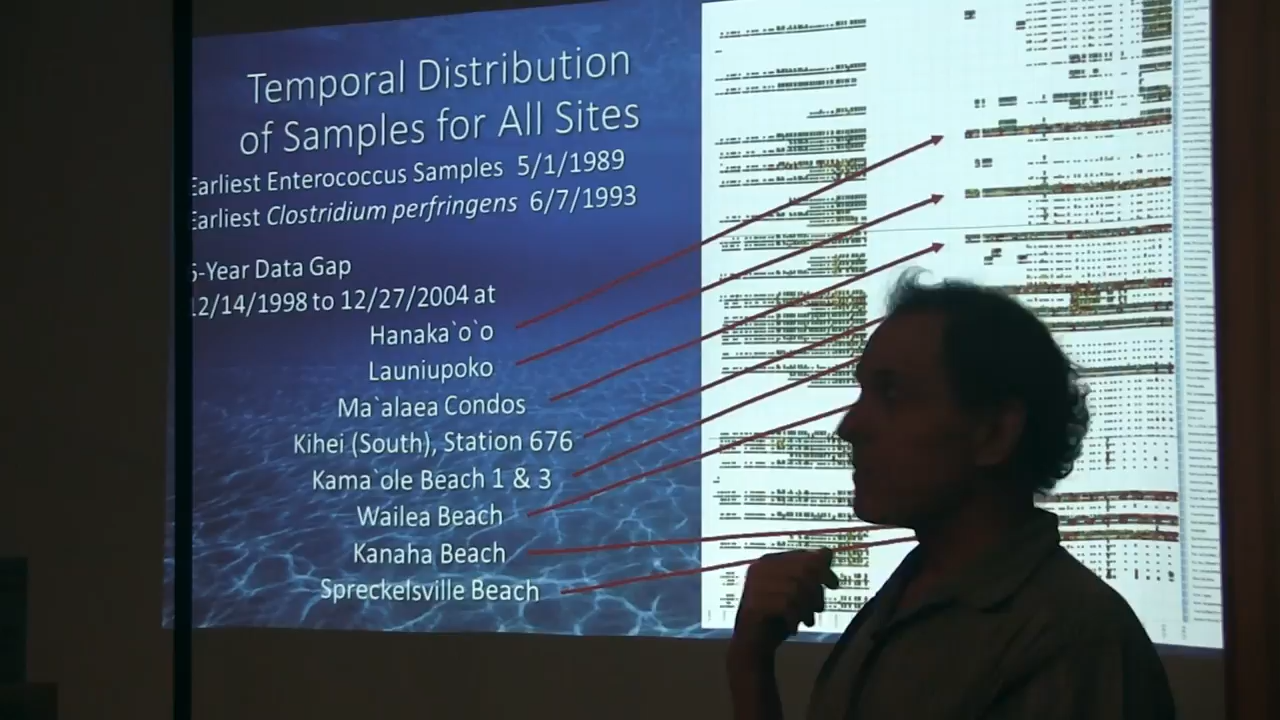 Temporal Distribution
of Samples for All Sites
Earliest Enterococcus Samples 5/1/1989
Earliest Clostridium perfringens 6/7/1993
-Year Data Gap
12/14/1998 to 12/27/2004 at
Hanaka`o`o
Launiupoko
Ma`alaea Condos
Kihei (South), Station 676
Kama`ole Beach 1 & 3
Wailea Beach
Kanaha Beach
Spreckelsville Beach